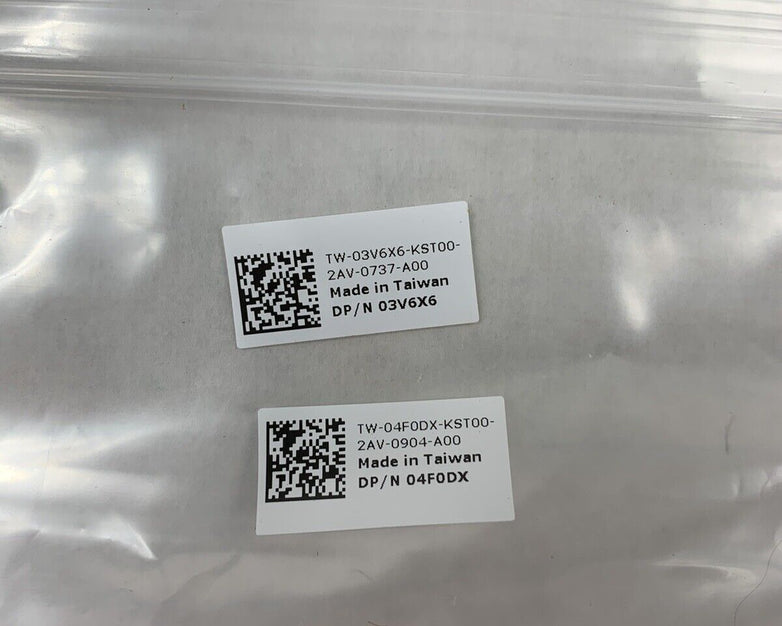 TW-03V6X6-KST00-
2AV-0737-A00
Made in Taiwan
DP/N 03V6X6
TW-04F0DX-KST00-
2AV-0904-A00
Made in Taiwan
DP/N 04F0DX